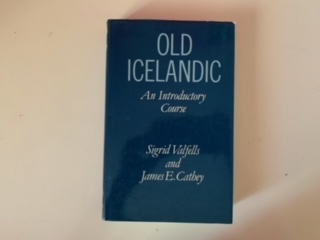 OLD
ICELANDIC
An Introductory
Course
Sigrid Valfells
and
James E. Cathey